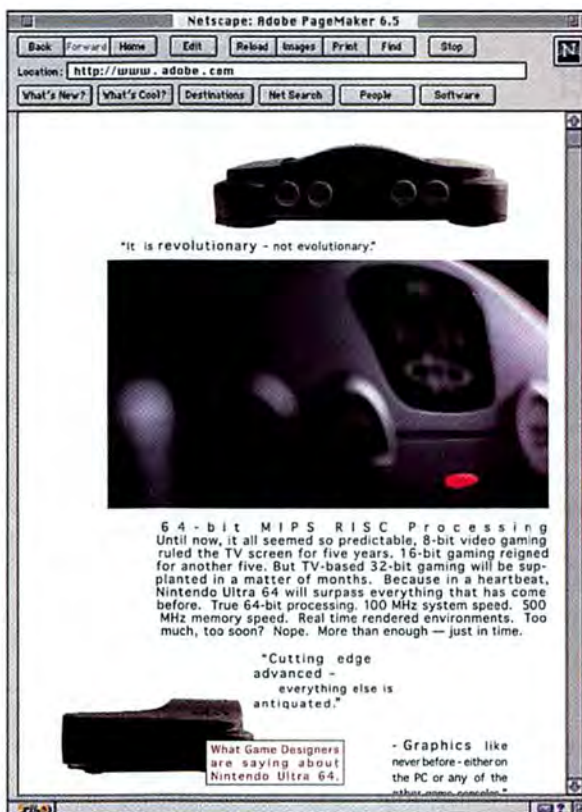 Netscape: Adobe PageMaker 6.5
Back Forward Home Edit Reload Images Print Find Stop
N
Location: http://www.adobe.com
What's New? What's Cool? Destinations Net Search People Software
"It is revolutionary - not evolutionary."
64-bit MIPS RISC Processing
Until now, it all seemed so predictable, 8-bit video gaming
ruled the TV screen for five years. 16-bit gaming reigned
for another five. But TV-based 32-bit gaming will be sup-
planted in a matter of months. Because in a heartbeat,
Nintendo Ultra 64 will surpass everything that has come
before. True 64-bit processing. 100 MHz system speed. 500
MHz memory speed. Real time rendered environments. Too
much, too soon? Nope. More than enough — just in time.
"Cutting edge
advanced -
everything else is
antiquated."
What Game Designers
are saying about
Nintendo Ultra 64.
- Graphics like
never before - either on
the PC or any of the
other game consoles."
?